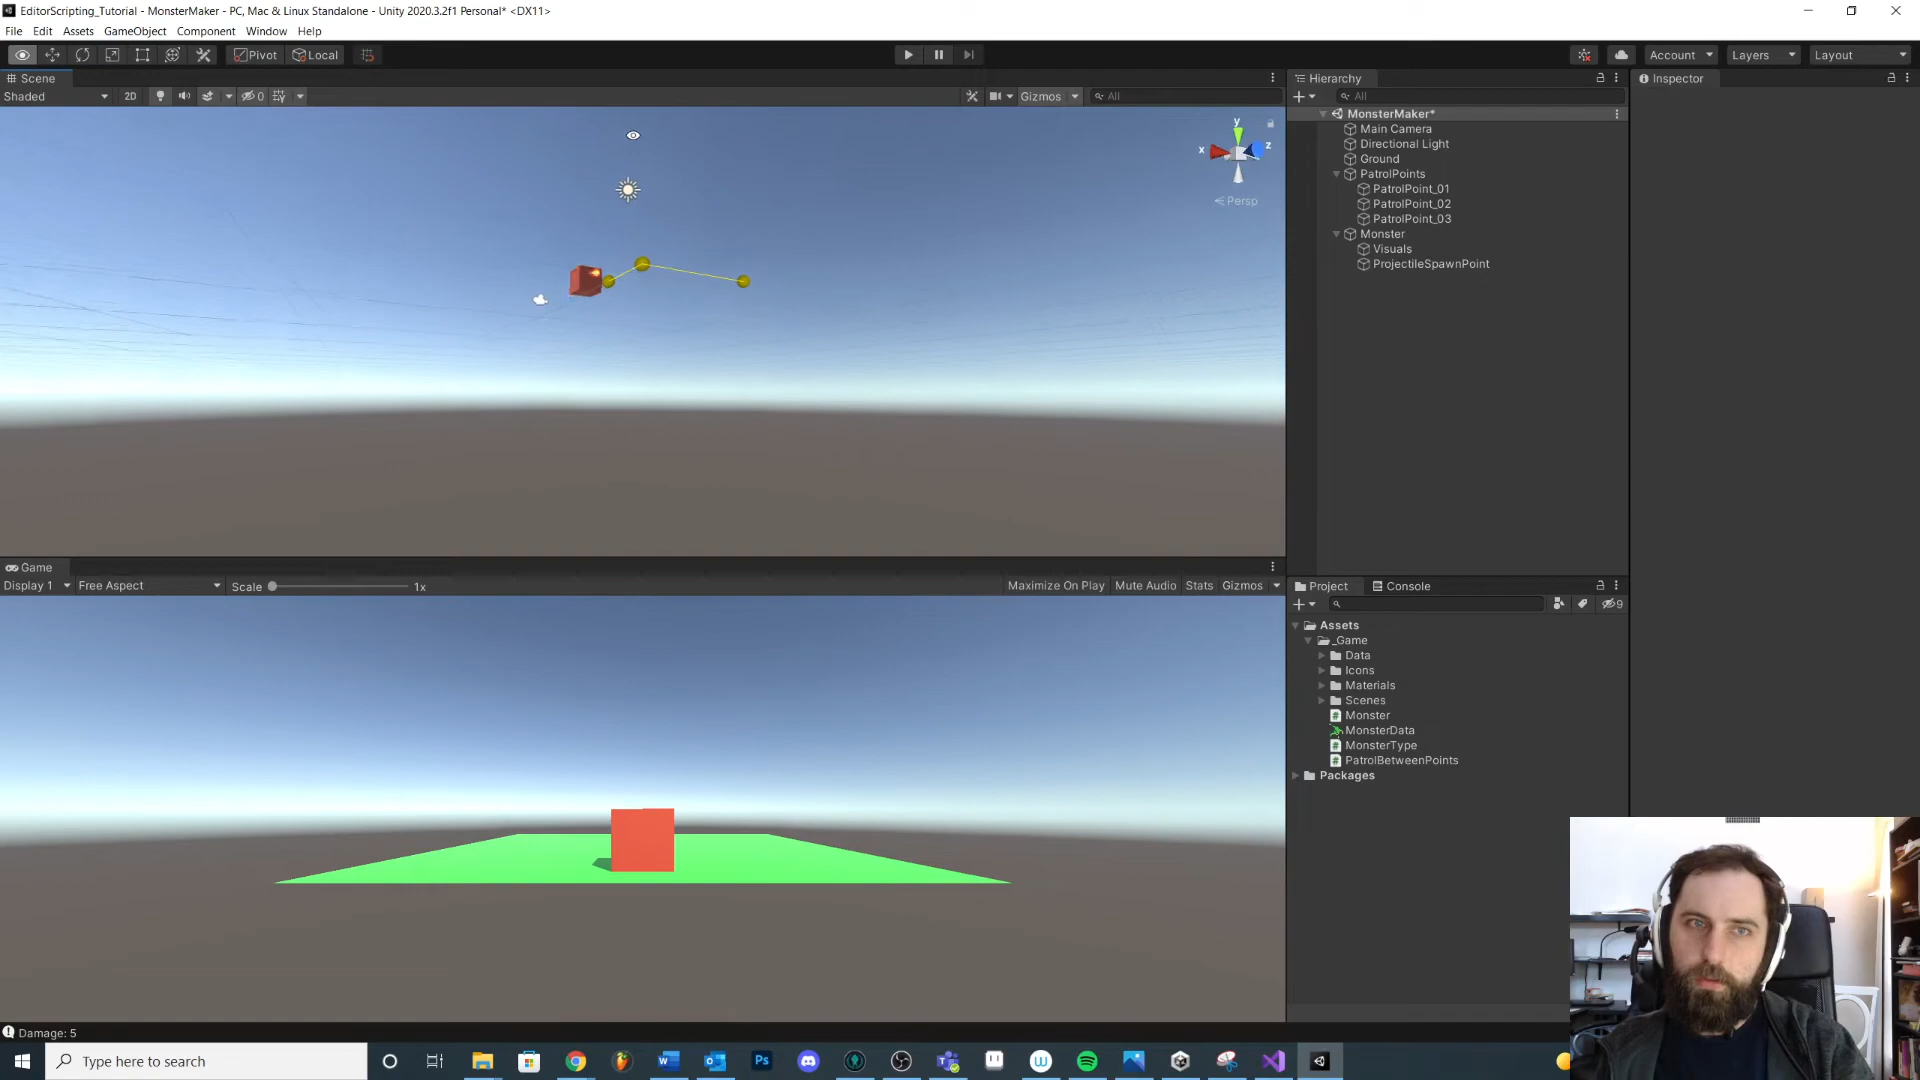 EditorScripting_Tutorial - MonsterMaker - PC, Mac & Linux Standalone - Unity 2020.3.2f1 Personal* <DX11>
File Edit Assets GameObject Component Window Help
Pivot Local Account Layers Layout
Scene
Shaded 2D 0 Gizmos All
y
x z
Persp
Hierarchy
All
MonsterMaker*
Main Camera
Directional Light
Ground
PatrolPoints
PatrolPoint_01
PatrolPoint_02
PatrolPoint_03
Monster
Visuals
ProjectileSpawnPoint
Inspector
Game
Display 1 Free Aspect Scale 1x Maximize On Play Mute Audio Stats Gizmos
Project Console
9
Assets
_Game
Data
Icons
Materials
Scenes
Monster
MonsterData
MonsterType
PatrolBetweenPoints
Packages
Damage: 5
Type here to search